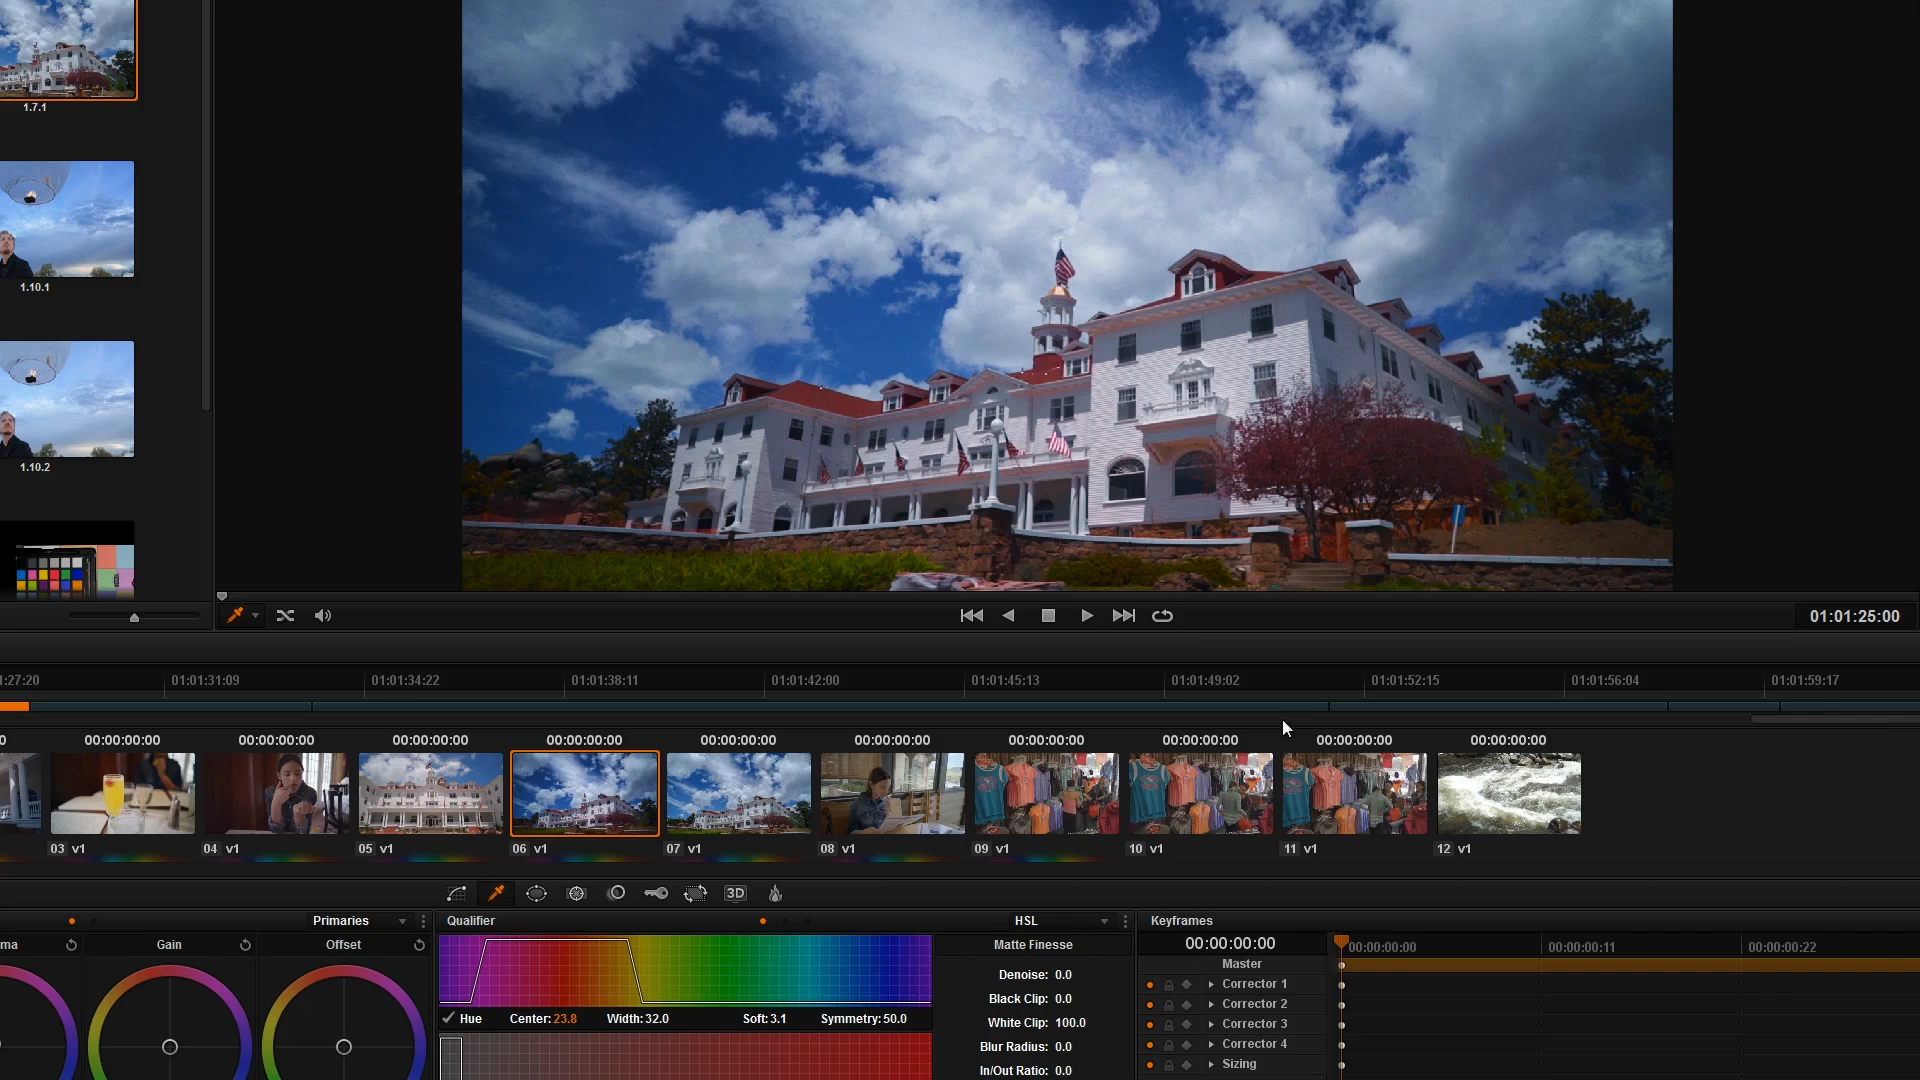 1.7.1
1.10.1
1.10.2
01:01:25:00
:27:20 01:01:31:09 01:01:34:22 01:01:38:11 01:01:42:00 01:01:45:13 01:01:49:02 01:01:52:15 01:01:56:04 01:01:59:17
0 00:00:00:00 00:00:00:00 00:00:00:00 00:00:00:00 00:00:00:00 00:00:00:00 00:00:00:00 00:00:00:00 00:00:00:00 00:00:00:00
03 v1 04 v1 05 v1 06 v1 07 v1 08 v1 09 v1 10 v1 11 v1 12 v1
3D
Primaries
ma Gain Offset
Qualifier HSL
Hue Center: 23.8 Width: 32.0 Soft: 3.1 Symmetry: 50.0
Matte Finesse
Denoise: 0.0
Black Clip: 0.0
White Clip: 100.0
Blur Radius: 0.0
In/Out Ratio: 0.0
Keyframes
00:00:00:00 00:00:00:00 00:00:00:11 00:00:00:22
Master
Corrector 1
Corrector 2
Corrector 3
Corrector 4
Sizing